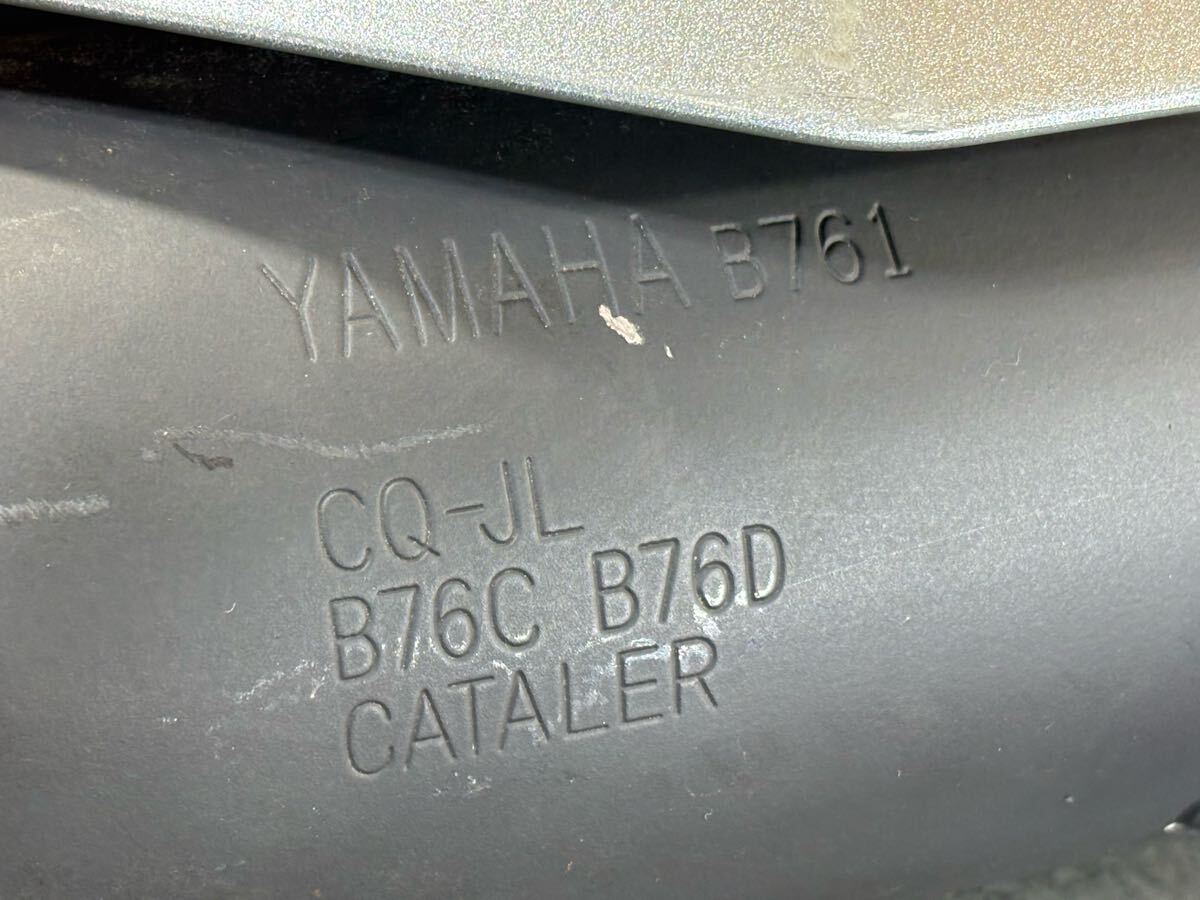 YAMAHA B761
CQ-JL
B76C B76D
CATALER